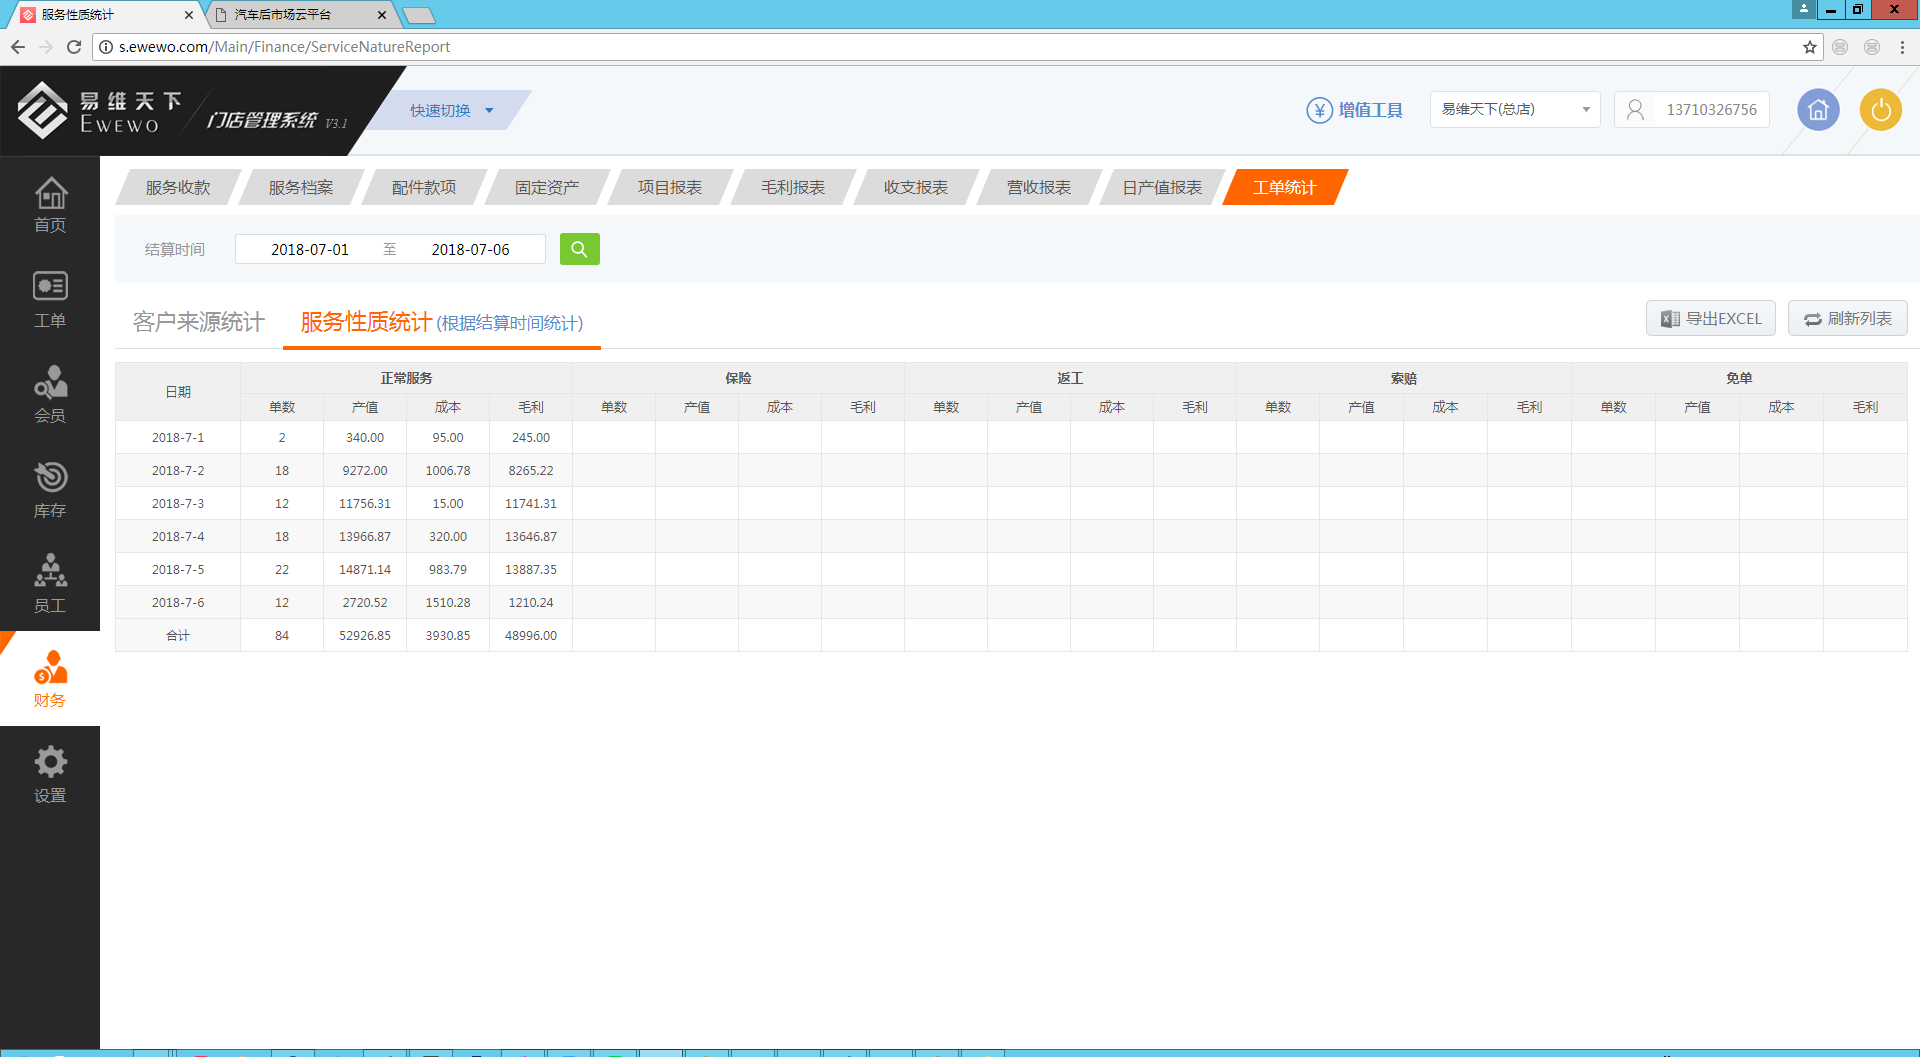 服务性质统计
汽车后市场云平台
s.ewewo.com/Main/Finance/ServiceNatureReport
易维天下
EWEWO
门店管理系统 V3.1
快速切换
增值工具
易维天下(总店)
13710326756
首页
工单
会员
库存
员工
财务
设置
服务收款 服务档案 配件款项 固定资产 项目报表 毛利报表 收支报表 营收报表 日产值报表 工单统计
结算时间 2018-07-01 至 2018-07-06
客户来源统计 服务性质统计(根据结算时间统计)
导出EXCEL 刷新列表
日期 正常服务 保险 返工 索赔 免单
单数 产值 成本 毛利 单数 产值 成本 毛利 单数 产值 成本 毛利 单数 产值 成本 毛利 单数 产值 成本 毛利
2018-7-1 2 340.00 95.00 245.00
2018-7-2 18 9272.00 1006.78 8265.22
2018-7-3 12 11756.31 15.00 11741.31
2018-7-4 18 13966.87 320.00 13646.87
2018-7-5 22 14871.14 983.79 13887.35
2018-7-6 12 2720.52 1510.28 1210.24
合计 84 52926.85 3930.85 48996.00